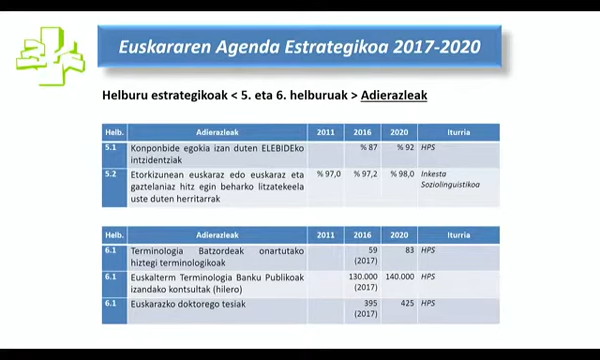 Euskararen Agenda Estrategikoa 2017-2020
Helburu estrategikoak < 5. eta 6. helburuak > Adierazleak
Helb. Adierazleak 2011 2016 2020 Iturria
5.1 Konponbide egokia izan duten ELEBIDEko % 87 % 92 HPS
intzidentziak
5.2 Etorkizunean euskaraz edo euskaraz eta % 97,0 % 97,2 % 98,0 Inkesta
gaztelaniaz hitz egin beharko litzatekeela Soziolinguistikoa
uste duten herritarrak
Helb. Adierazleak 2011 2016 2020 Iturria
6.1 Terminologia Batzordeak onartutako 59 83 HPS
hiztegi terminologikoak (2017)
6.1 Euskalterm Terminologia Banku Publikoak 130.000 140.000 HPS
izandako kontsultak (hilero) (2017)
6.1 Euskarazko doktorego tesiak 395 425 HPS
(2017)